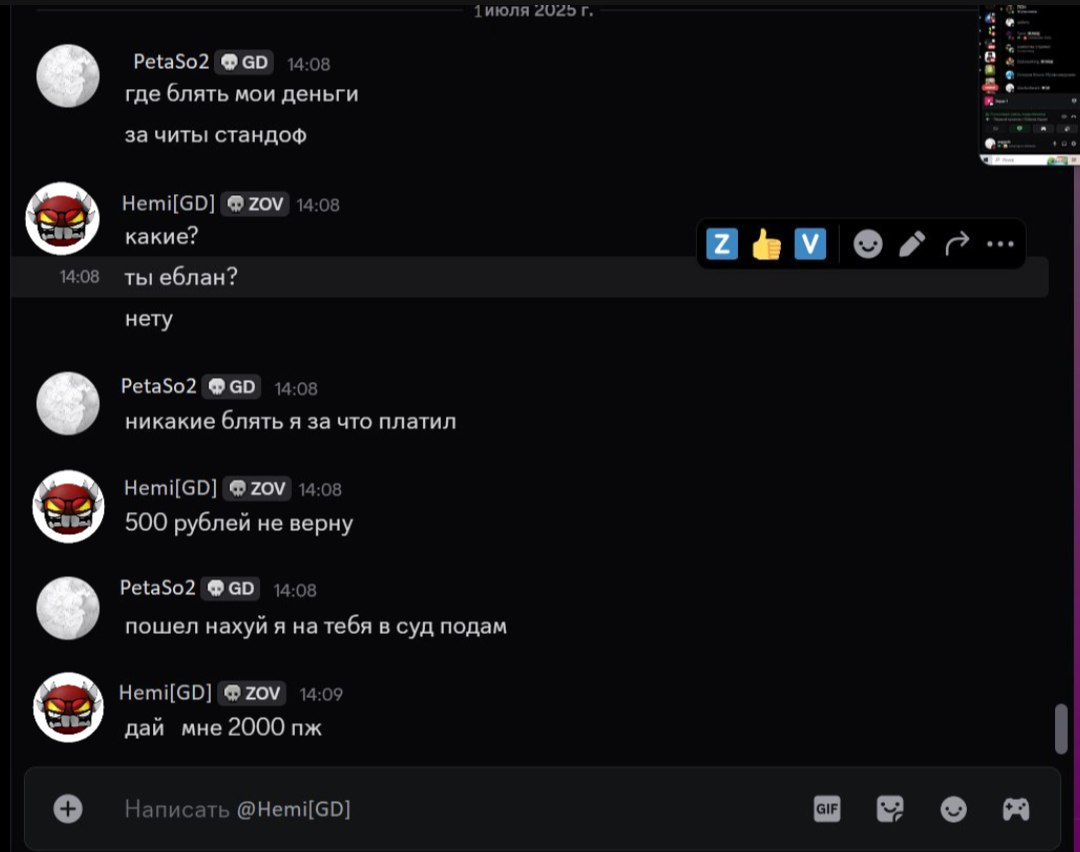 1 июля 2025 г.
PetaSo2 GD 14:08
где блять мои деньги
за читы стандоф
Hemi[GD] ZOV 14:08
какие?
Z V
14:08 ты еблан?
нету
PetaSo2 GD 14:08
никакие блять я за что платил
Hemi[GD] ZOV 14:08
500 рублей не верну
PetaSo2 GD 14:08
пошел нахуй я на тебя в суд подам
Hemi[GD] ZOV 14:09
дай мне 2000 пж
Написать @Hemi[GD]
GIF